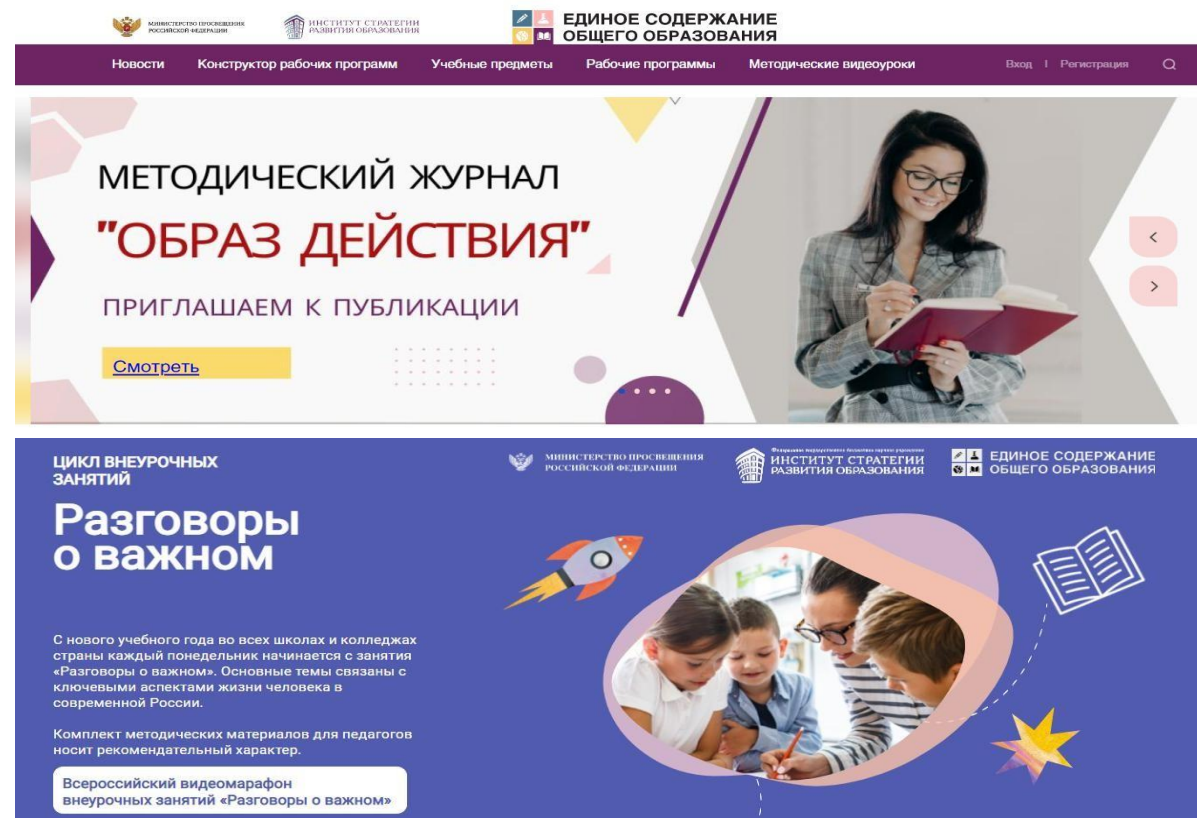 МИНИСТЕРСТВО ПРОСВЕЩЕНИЯ
РОССИЙСКОЙ ФЕДЕРАЦИИ
ИНСТИТУТ СТРАТЕГИИ
РАЗВИТИЯ ОБРАЗОВАНИЯ
ЕДИНОЕ СОДЕРЖАНИЕ
ОБЩЕГО ОБРАЗОВАНИЯ
Новости Конструктор рабочих программ Учебные предметы Рабочие программы Методические видеоуроки Вход | Регистрация
МЕТОДИЧЕСКИЙ ЖУРНАЛ
"ОБРАЗ ДЕЙСТВИЯ"
ПРИГЛАШАЕМ К ПУБЛИКАЦИИ
Смотреть
ЦИКЛ ВНЕУРОЧНЫХ
ЗАНЯТИЙ
МИНИСТЕРСТВО ПРОСВЕЩЕНИЯ
РОССИЙСКОЙ ФЕДЕРАЦИИ
ИНСТИТУТ СТРАТЕГИИ
РАЗВИТИЯ ОБРАЗОВАНИЯ
ЕДИНОЕ СОДЕРЖАНИЕ
ОБЩЕГО ОБРАЗОВАНИЯ
Разговоры
о важном
С нового учебного года во всех школах и колледжах
страны каждый понедельник начинается с занятия
«Разговоры о важном». Основные темы связаны с
ключевыми аспектами жизни человека в
современной России.
Комплект методических материалов для педагогов
носит рекомендательный характер.
Всероссийский видеомарафон
внеурочных занятий «Разговоры о важном»